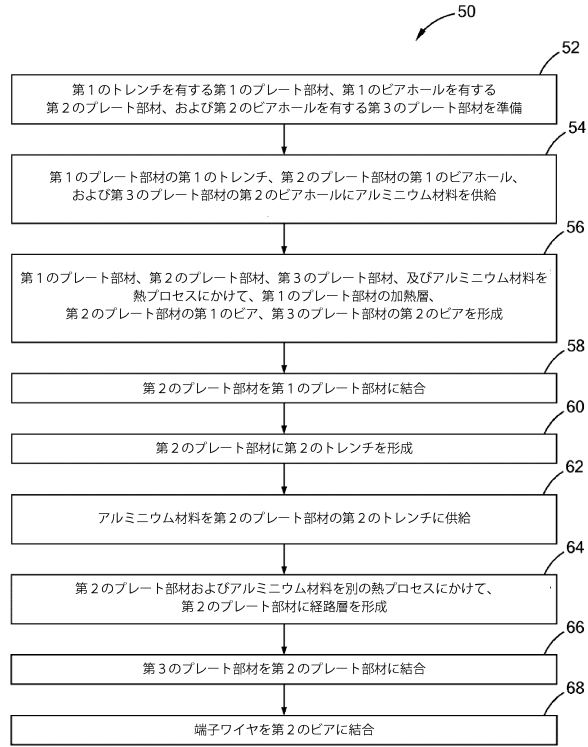 50
52
第１のトレンチを有する第１のプレート部材、第１のビアホールを有する
第２のプレート部材、および第２のビアホールを有する第３のプレート部材を準備
54
第１のプレート部材の第１のトレンチ、第２のプレート部材の第１のビアホール、
および第３のプレート部材の第２のビアホールにアルミニウム材料を供給
56
第１のプレート部材、第２のプレート部材、第３のプレート部材、及びアルミニウム材料を
熱プロセスにかけて、第１のプレート部材の加熱層、
第２のプレート部材の第１のビア、第３のプレート部材の第２のビアを形成
58
第２のプレート部材を第１のプレート部材に結合
60
第２のプレート部材に第２のトレンチを形成
62
アルミニウム材料を第２のプレート部材の第２のトレンチに供給
64
第２のプレート部材およびアルミニウム材料を別の熱プロセスにかけて、
第２のプレート部材に経路層を形成
66
第３のプレート部材を第２のプレート部材に結合
68
端子ワイヤを第２のビアに結合